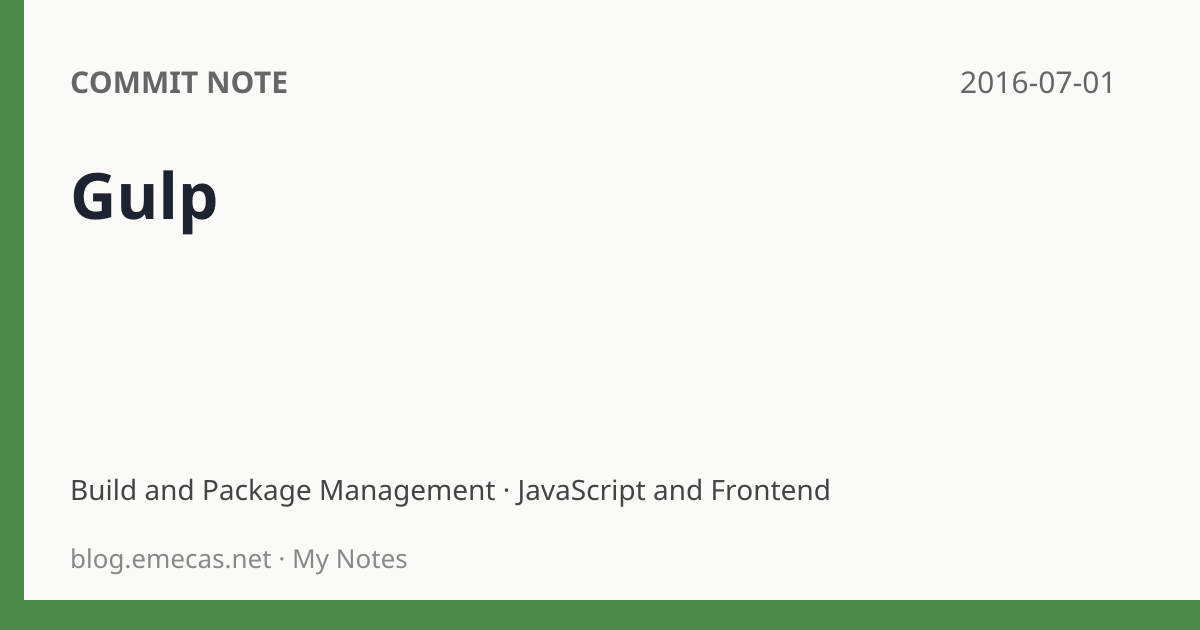 COMMIT NOTE
2016-07-01
Gulp
Build and Package Management · JavaScript and Frontend
blog.emecas.net · My Notes